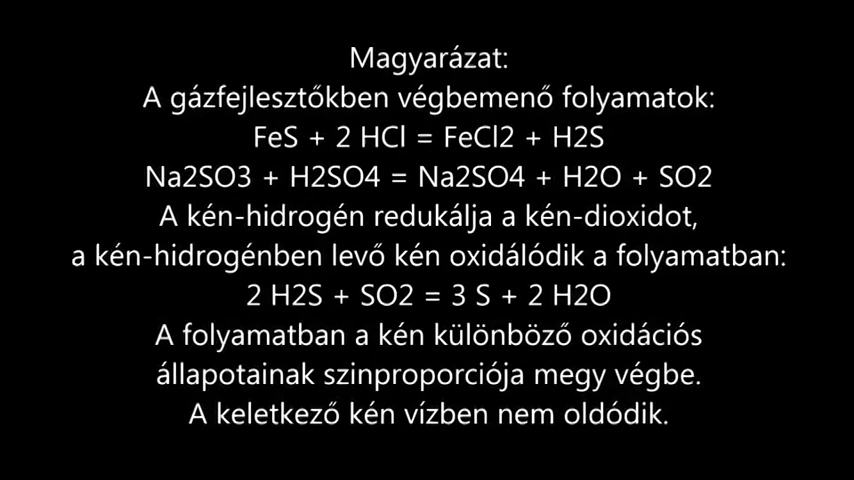 Magyarázat:
A gázfejlesztőkben végbemenő folyamatok:
FeS + 2 HCl = FeCl2 + H2S
Na2SO3 + H2SO4 = Na2SO4 + H2O + SO2
A kén-hidrogén redukálja a kén-dioxidot,
a kén-hidrogénben levő kén oxidálódik a folyamatban:
2 H2S + SO2 = 3 S + 2 H2O
A folyamatban a kén különböző oxidációs
állapotainak szinproporciója megy végbe.
A keletkező kén vízben nem oldódik.